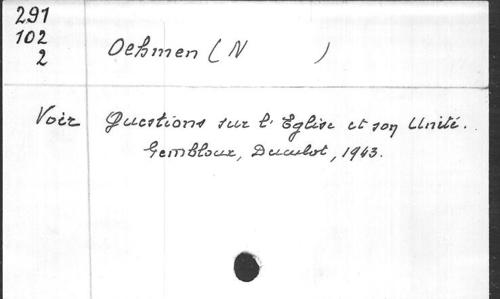 291
102
2
Oehmen (N )
Voir Questions sur l'Eglise et son Unité.
Gembloux, Duculot, 1943.